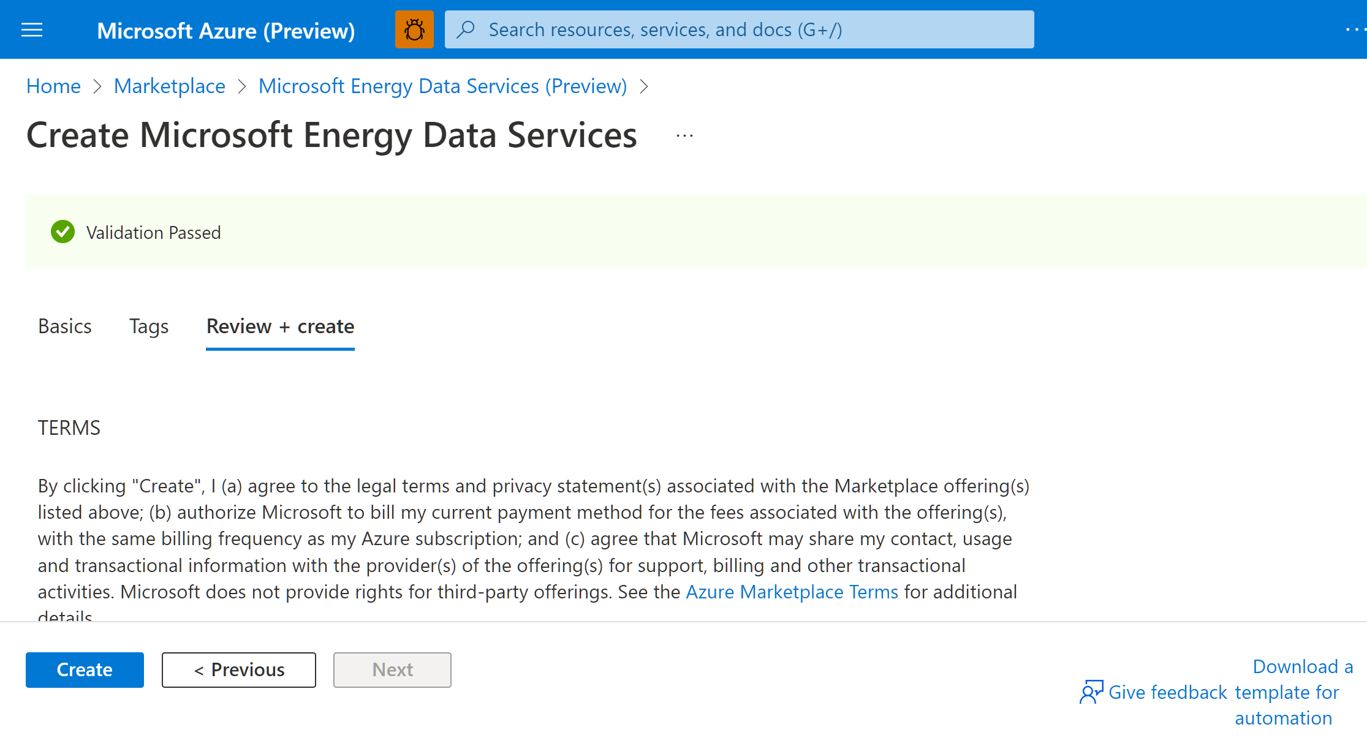 Microsoft Azure (Preview)
Search resources, services, and docs (G+/)
Home > Marketplace > Microsoft Energy Data Services (Preview) >
Create Microsoft Energy Data Services ...
Validation Passed
Basics Tags Review + create
TERMS
By clicking "Create", I (a) agree to the legal terms and privacy statement(s) associated with the Marketplace offering(s)
listed above; (b) authorize Microsoft to bill my current payment method for the fees associated with the offering(s),
with the same billing frequency as my Azure subscription; and (c) agree that Microsoft may share my contact, usage
and transactional information with the provider(s) of the offering(s) for support, billing and other transactional
activities. Microsoft does not provide rights for third-party offerings. See the Azure Marketplace Terms for additional
details.
Create < Previous Next
Download a
template for
automation
Give feedback